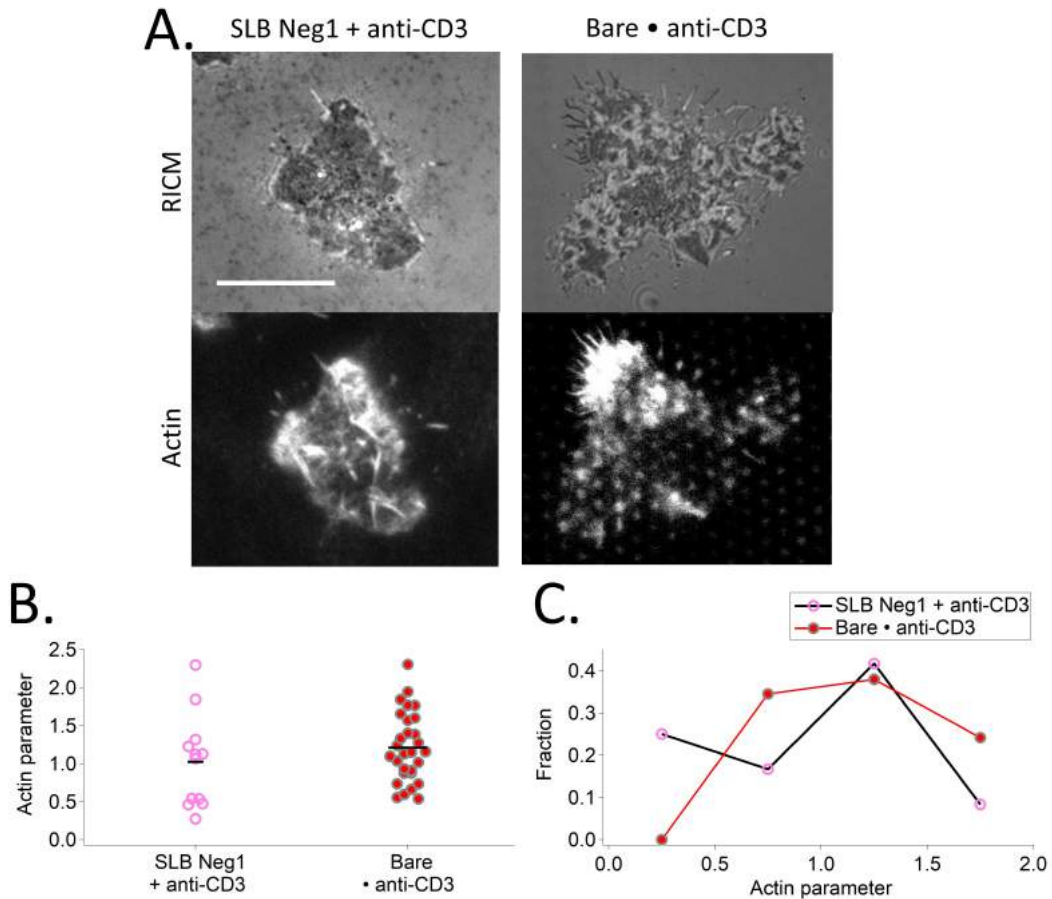 A.
SLB Neg1 + anti-CD3
Bare • anti-CD3
RICM
Actin
B.
Actin parameter
2.5
2.0
1.5
1.0
0.5
0.0
SLB Neg1
+ anti-CD3
Bare
• anti-CD3
C.
SLB Neg1 + anti-CD3
Bare • anti-CD3
Fraction
0.4
0.3
0.2
0.1
0.0
0.0 0.5 1.0 1.5 2.0
Actin parameter